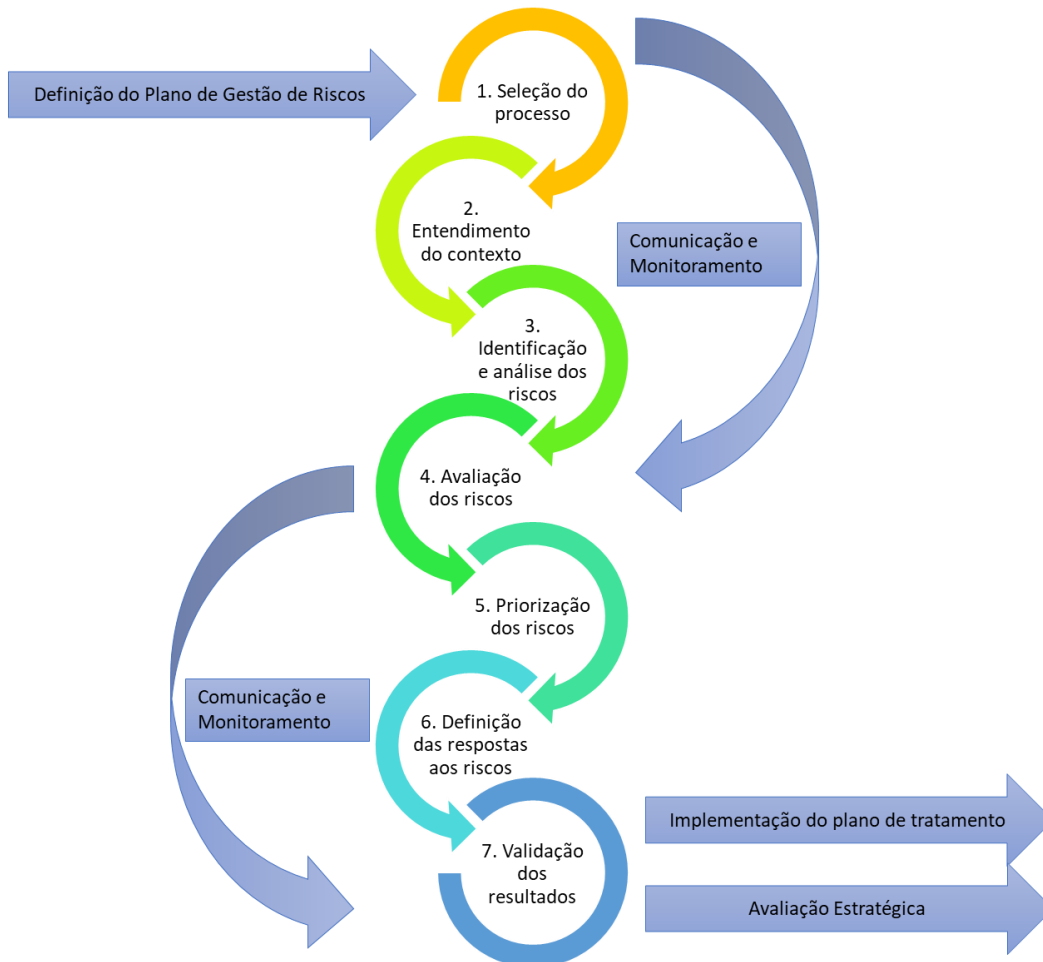 Definição do Plano de Gestão de Riscos
1. Seleção do
processo
2.
Entendimento
do contexto
Comunicação e
Monitoramento
3.
Identificação
e análise dos
riscos
4. Avaliação
dos riscos
5. Priorização
dos riscos
Comunicação e
Monitoramento
6. Definição
das respostas
aos riscos
7. Validação
dos
resultados
Implementação do plano de tratamento
Avaliação Estratégica